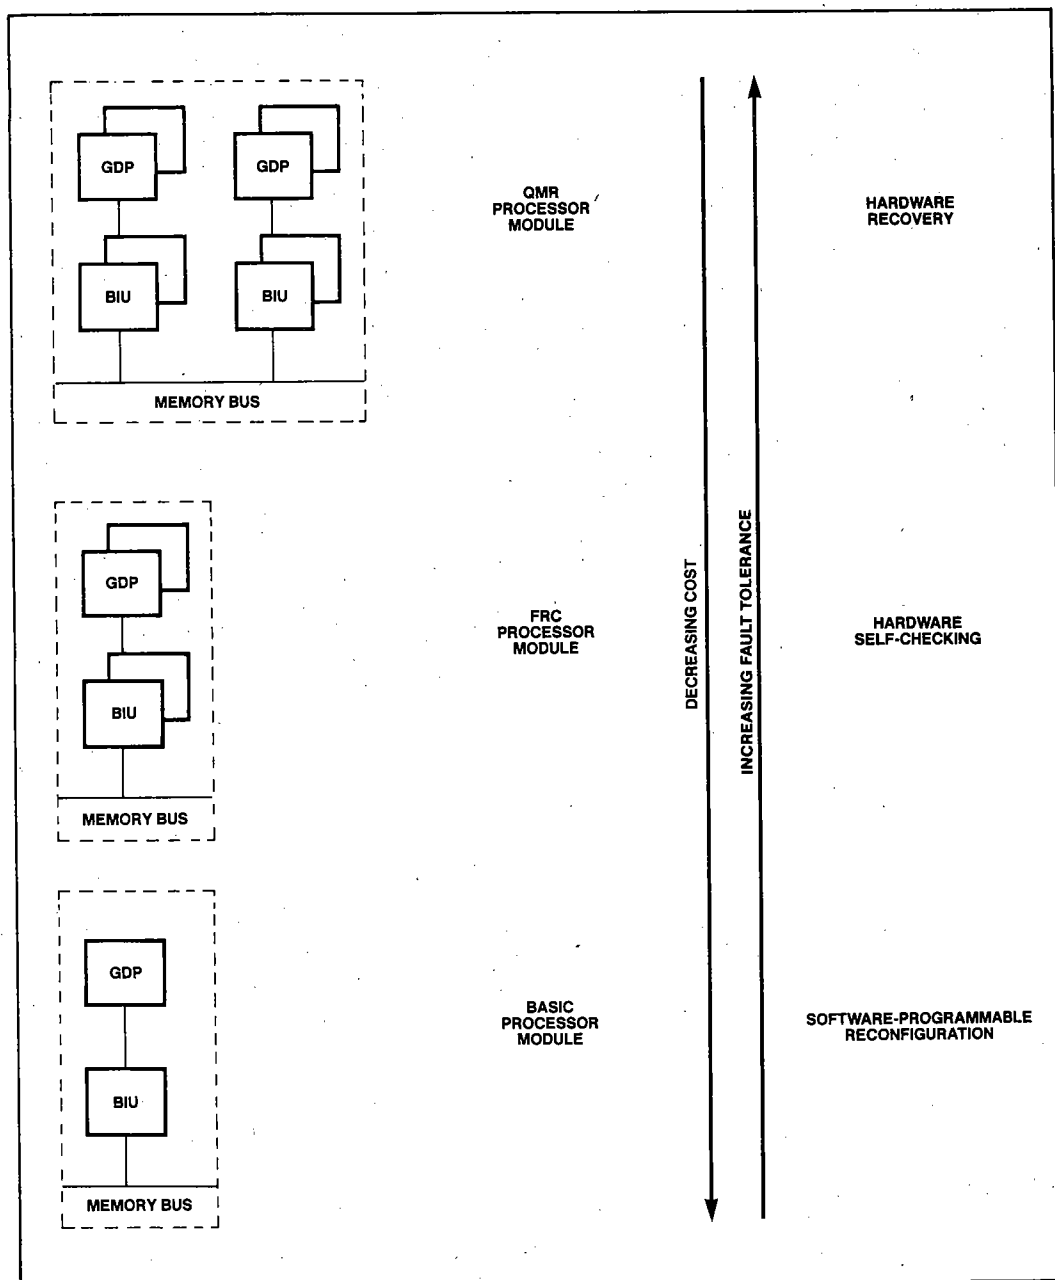 GDP
GDP
BIU
BIU
MEMORY BUS
QMR
PROCESSOR
MODULE
HARDWARE
RECOVERY
GDP
BIU
MEMORY BUS
FRC
PROCESSOR
MODULE
DECREASING COST
INCREASING FAULT TOLERANCE
HARDWARE
SELF-CHECKING
GDP
BIU
MEMORY BUS
BASIC
PROCESSOR
MODULE
SOFTWARE-PROGRAMMABLE
RECONFIGURATION